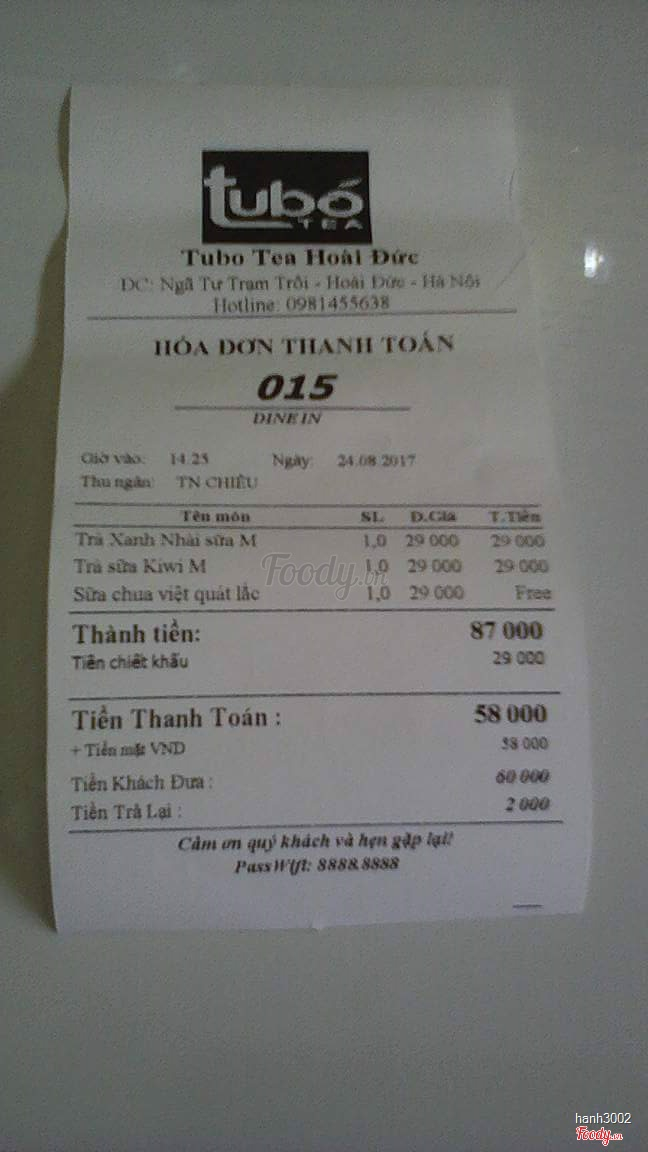 tubó
TEA
Tubo Tea Hoài Đức
ĐC: Ngã Tư Trạm Trôi - Hoài Đức - Hà Nội
Hotline: 0981455638
HÓA ĐƠN THANH TOÁN
015
DINE IN
Giờ vào: 14.25 Ngày: 24.08.2017
Thu ngân: TN CHIỀU
Tên món SL Đ.Giá T.Tiền
Trà Xanh Nhài sữa M 1,0 29 000 29 000
Trà sữa Kiwi M 1,0 29 000 29 000
Foody.vn
Sữa chua việt quất lắc 1,0 29 000 Free
Thành tiền: 87 000
Tiền chiết khấu 29 000
Tiền Thanh Toán : 58 000
+ Tiền mặt VND 58 000
Tiền Khách Đưa : 60 000
Tiền Trả Lại : 2 000
Cảm ơn quý khách và hẹn gặp lại!
PassWifi: 8888.8888
hanh3002
Foody.vn